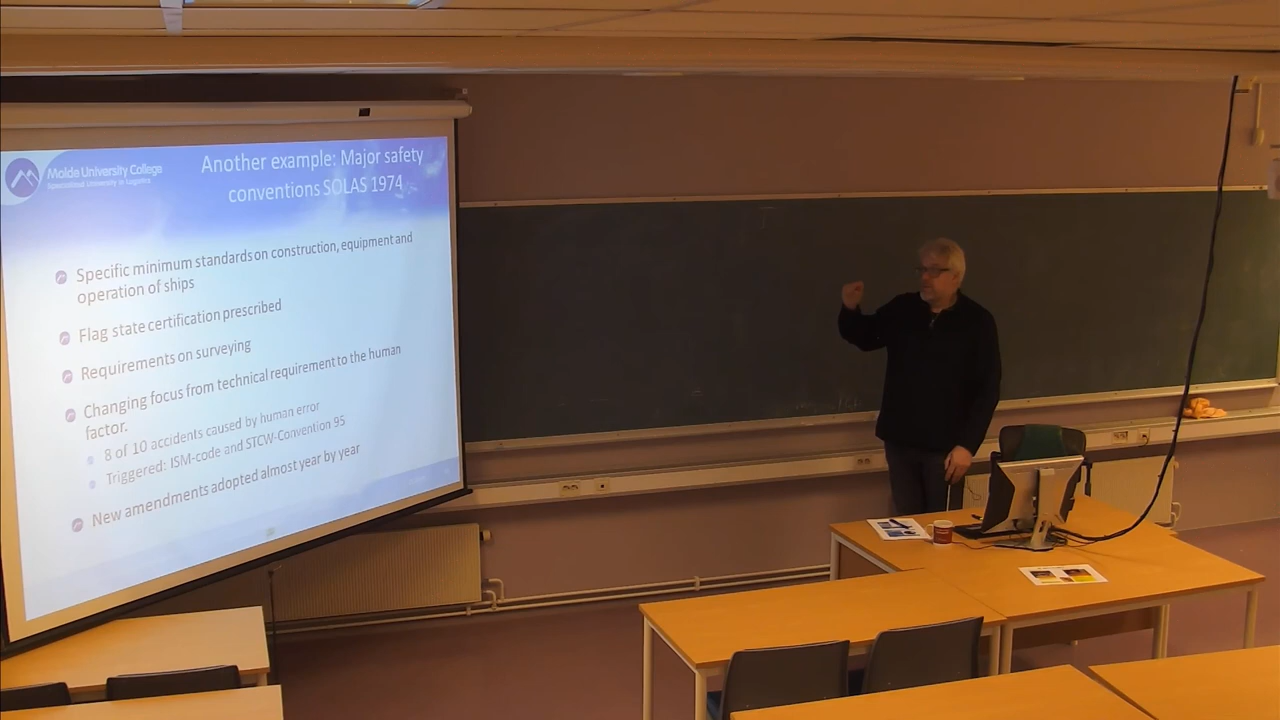 Molde University College
Specialized University in Logistics
Another example: Major safety
conventions SOLAS 1974
Specific minimum standards on construction, equipment and
operation of ships
Flag state certification prescribed
Requirements on surveying
Changing focus from technical requirement to the human
factor.
8 of 10 accidents caused by human error
Triggered: ISM-code and STCW-Convention 95
New amendments adopted almost year by year